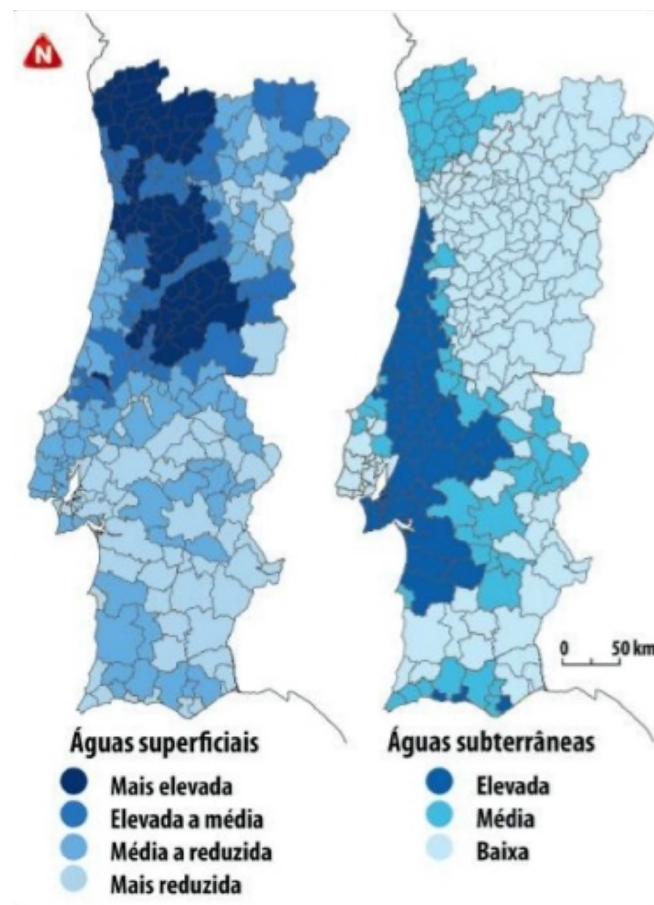 N
0 50 km
Águas superficiais
Mais elevada
Elevada a média
Média a reduzida
Mais reduzida
Águas subterrâneas
Elevada
Média
Baixa